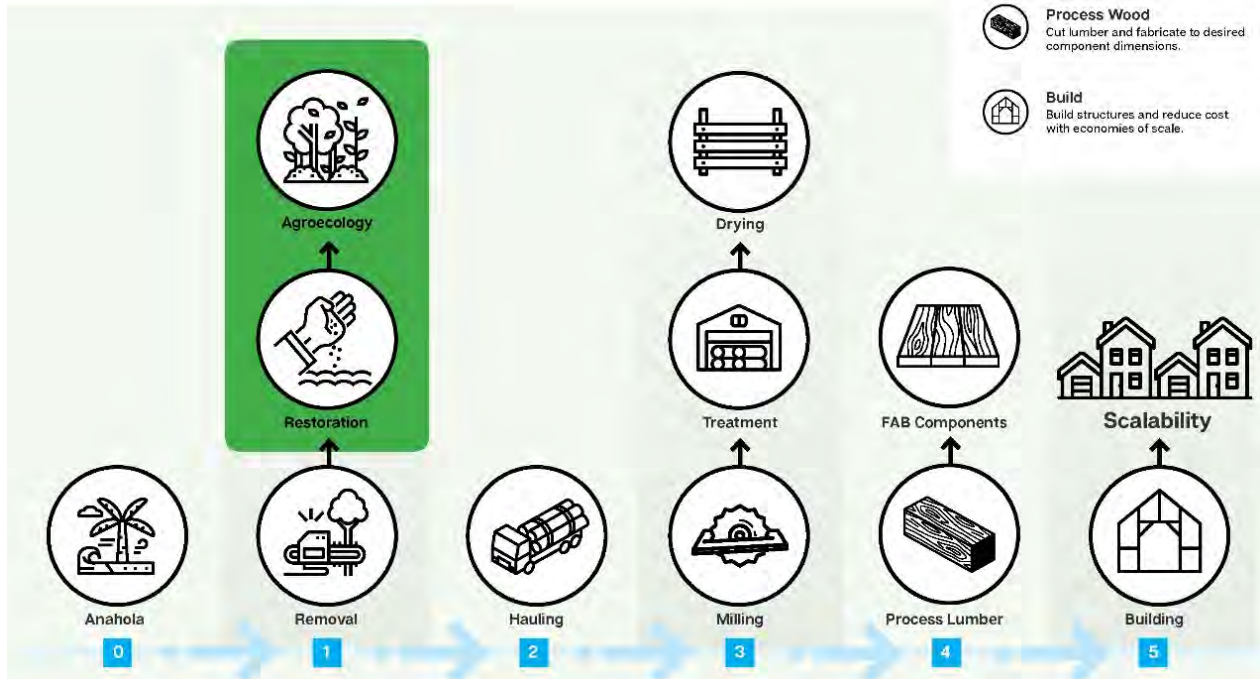 Process Wood
Cut lumber and fabricate to desired
component dimensions.
Build
Build structures and reduce cost
with economies of scale.
Agroecology
Drying
Restoration
Treatment
FAB Components
Scalability
Anahola
Removal
Hauling
Milling
Process Lumber
Building
0
1
2
3
4
5